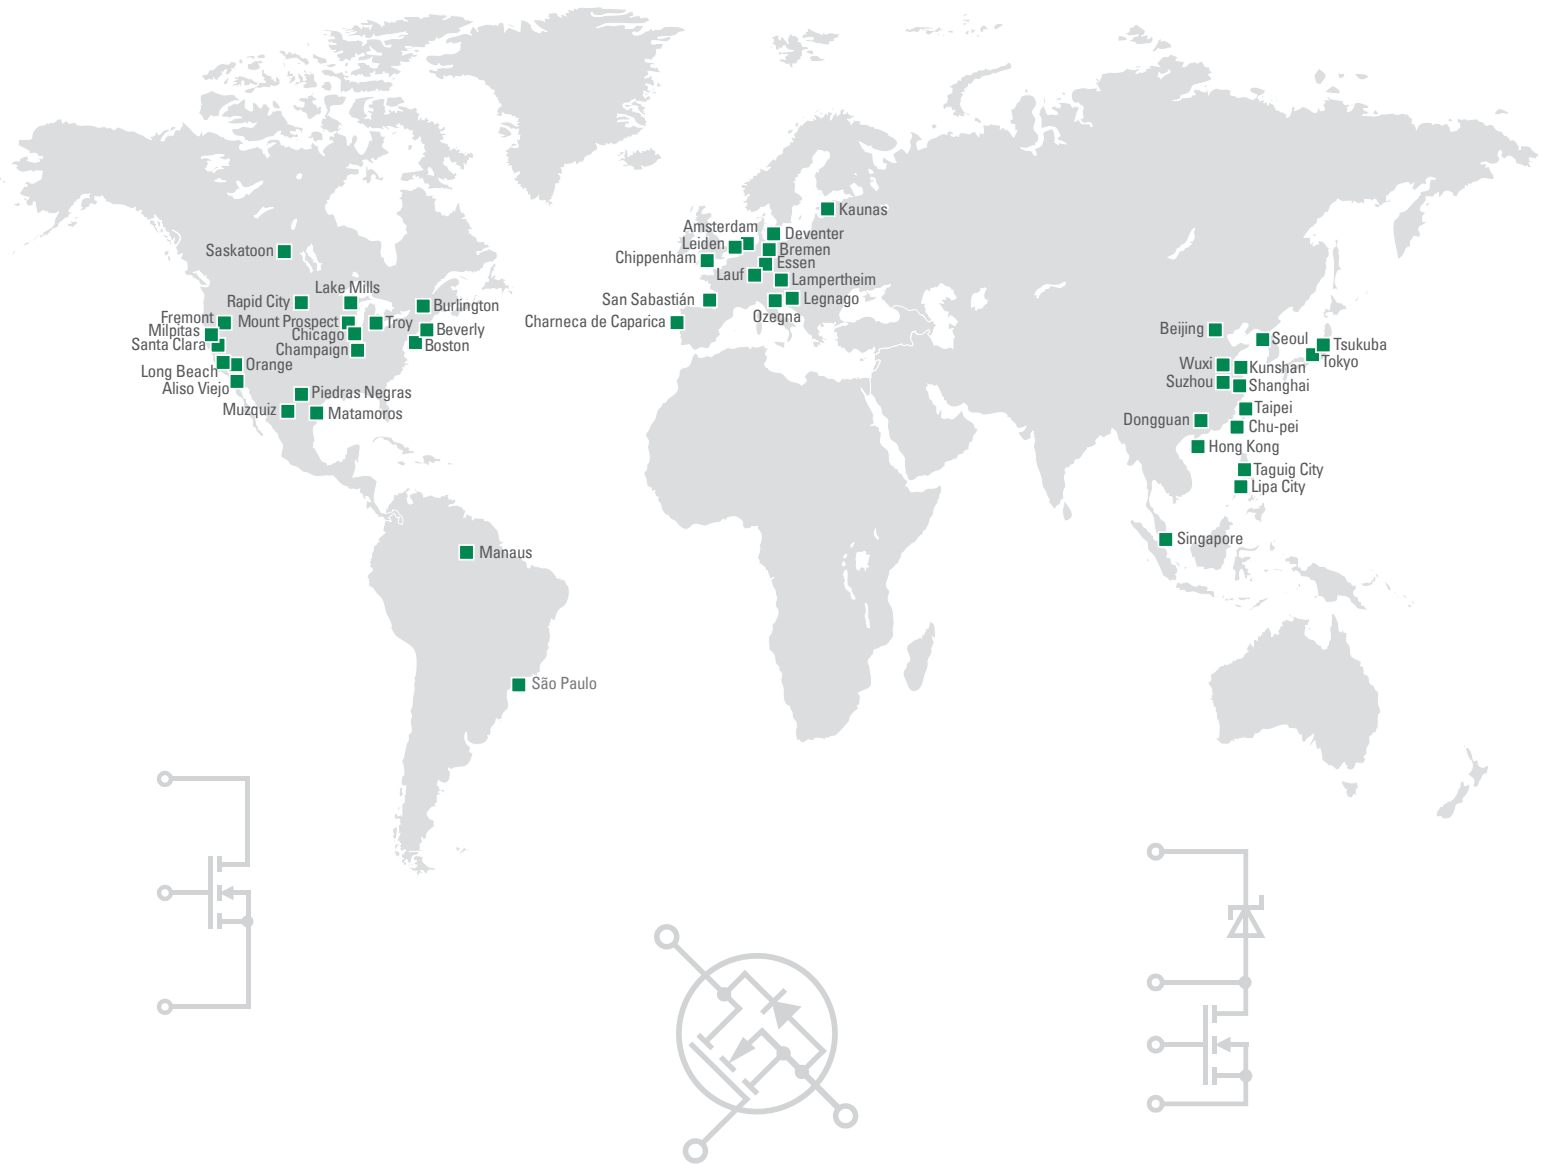 Saskatoon
Rapid City
Lake Mills
Burlington
Fremont
Mount Prospect
Troy
Milpitas
Chicago
Beverly
Santa Clara
Champaign
Boston
Orange
Long Beach
Aliso Viejo
Piedras Negras
Muzquiz
Matamoros
Manaus
São Paulo
Kaunas
Amsterdam
Deventer
Leiden
Bremen
Chippenham
Essen
Lauf
Lampertheim
San Sabastián
Legnago
Ozegna
Charneca de Caparica
Beijing
Seoul
Tsukuba
Tokyo
Wuxi
Kunshan
Suzhou
Shanghai
Taipei
Dongguan
Chu-pei
Hong Kong
Taguig City
Lipa City
Singapore